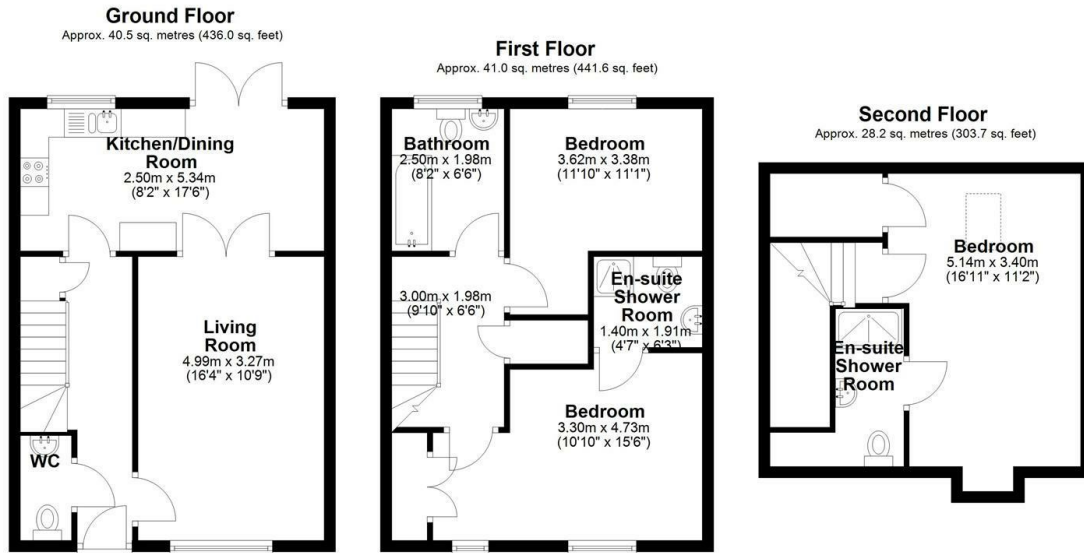 Ground Floor
Approx. 40.5 sq. metres (436.0 sq. feet)
Kitchen/Dining
Room
2.50m x 5.34m
(8'2" x 17'6")
Living
Room
4.99m x 3.27m
(16'4" x 10'9")
WC
First Floor
Approx. 41.0 sq. metres (441.6 sq. feet)
Bathroom
2.50m x 1.98m
(8'2" x 6'6")
Bedroom
3.62m x 3.38m
(11'10" x 11'1")
3.00m x 1.98m
(9'10" x 6'6")
En-suite
Shower
Room
1.40m x 1.91m
(4'7" x 6'3")
Bedroom
3.30m x 4.73m
(10'10" x 15'6")
Second Floor
Approx. 28.2 sq. metres (303.7 sq. feet)
Bedroom
5.14m x 3.40m
(16'11" x 11'2")
En-suite
Shower
Room